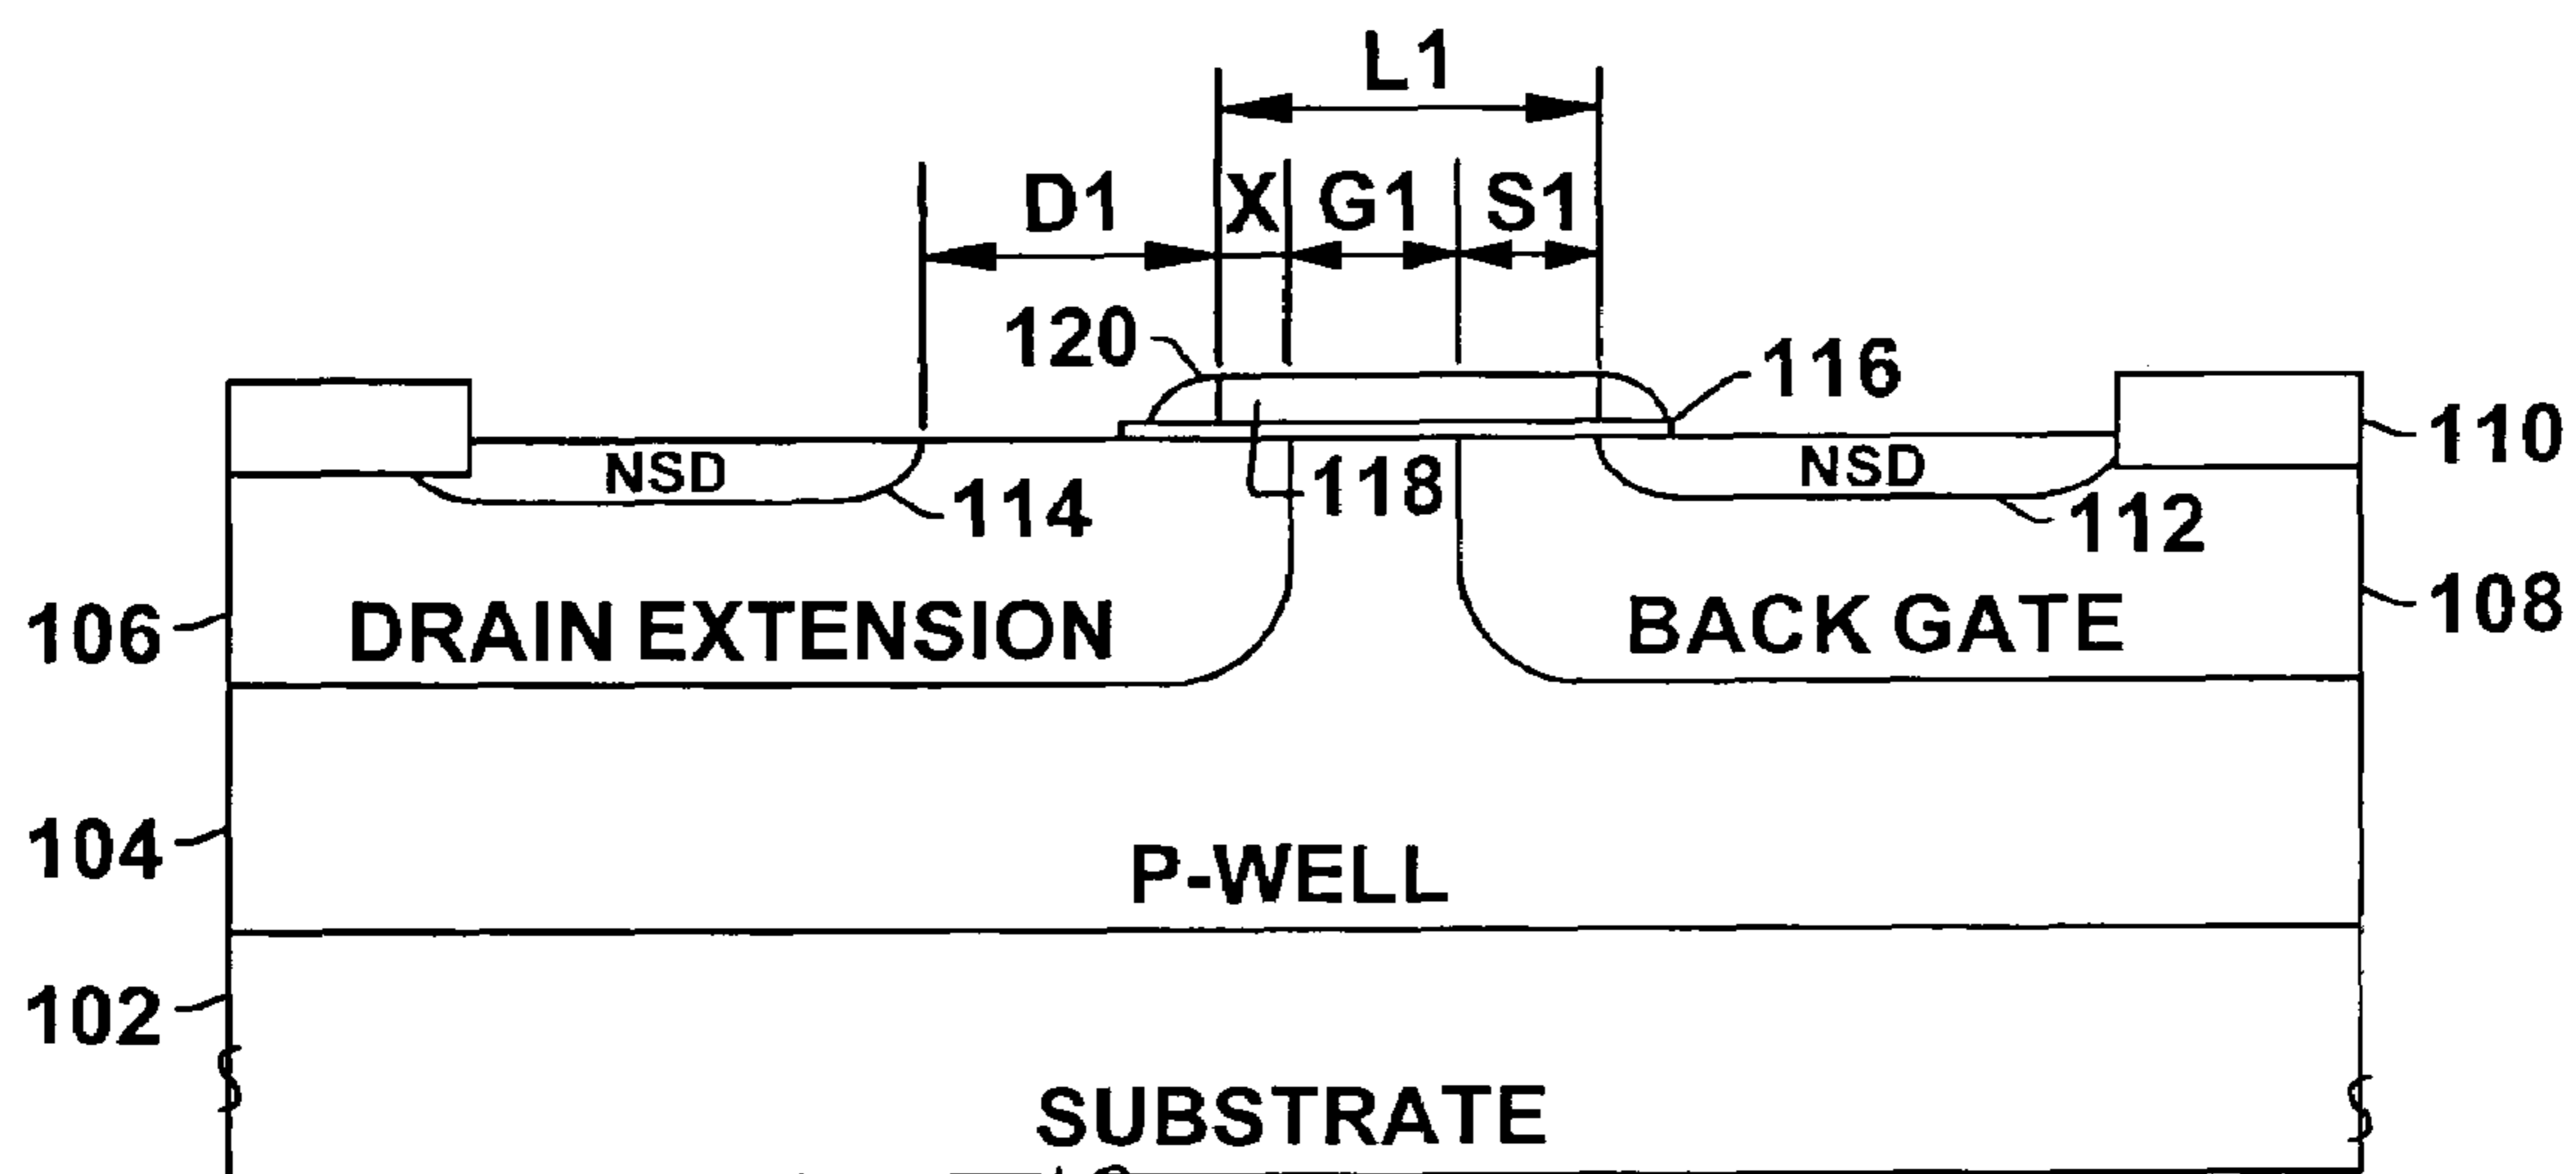 L1
D1 X G1 S1
120
116
110
NSD
NSD
114
118
112
106
DRAIN EXTENSION
BACK GATE
108
104
P-WELL
102
SUBSTRATE